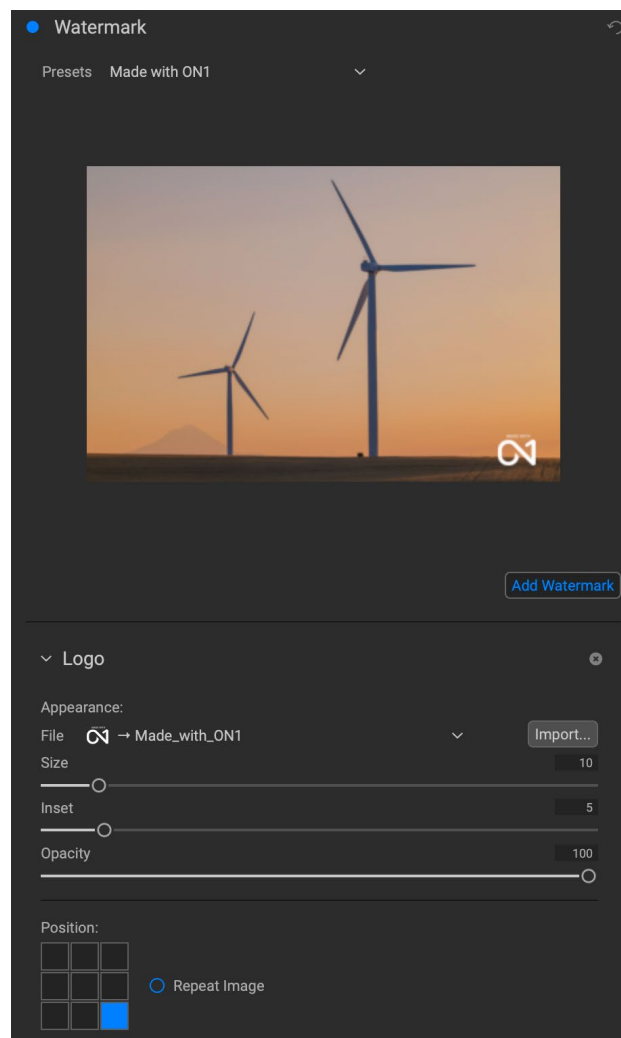 Watermark
Presets Made with ON1
Add Watermark
Logo
Appearance:
File → Made_with_ON1
Import...
Size 10
Inset 5
Opacity 100
Position:
Repeat Image